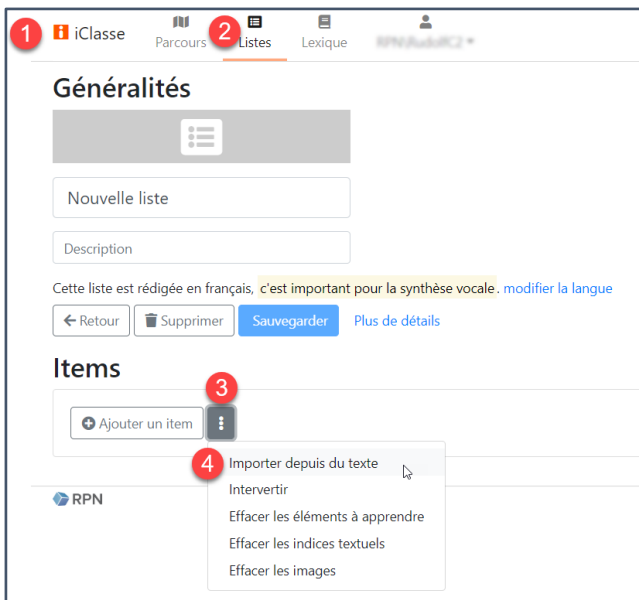 1 iClasse Parcours 2 Listes Lexique
Généralités
Nouvelle liste
Description
Cette liste est rédigée en français, c'est important pour la synthèse vocale. modifier la langue
Retour Supprimer Sauvegarder Plus de détails
Items
3
Ajouter un item
4 Importer depuis du texte
Intervertir
RPN
Effacer les éléments à apprendre
Effacer les indices textuels
Effacer les images